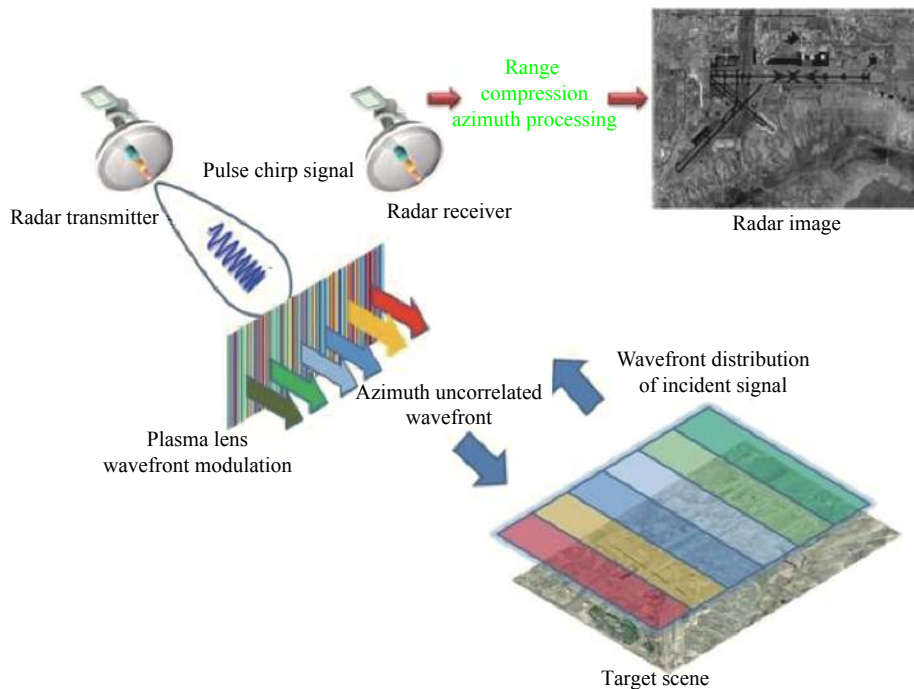 Range
compression
azimuth processing
Pulse chirp signal
Radar transmitter
Radar receiver
Radar image
Wavefront distribution
of incident signal
Azimuth uncorrelated
wavefront
Plasma lens
wavefront modulation
Target scene